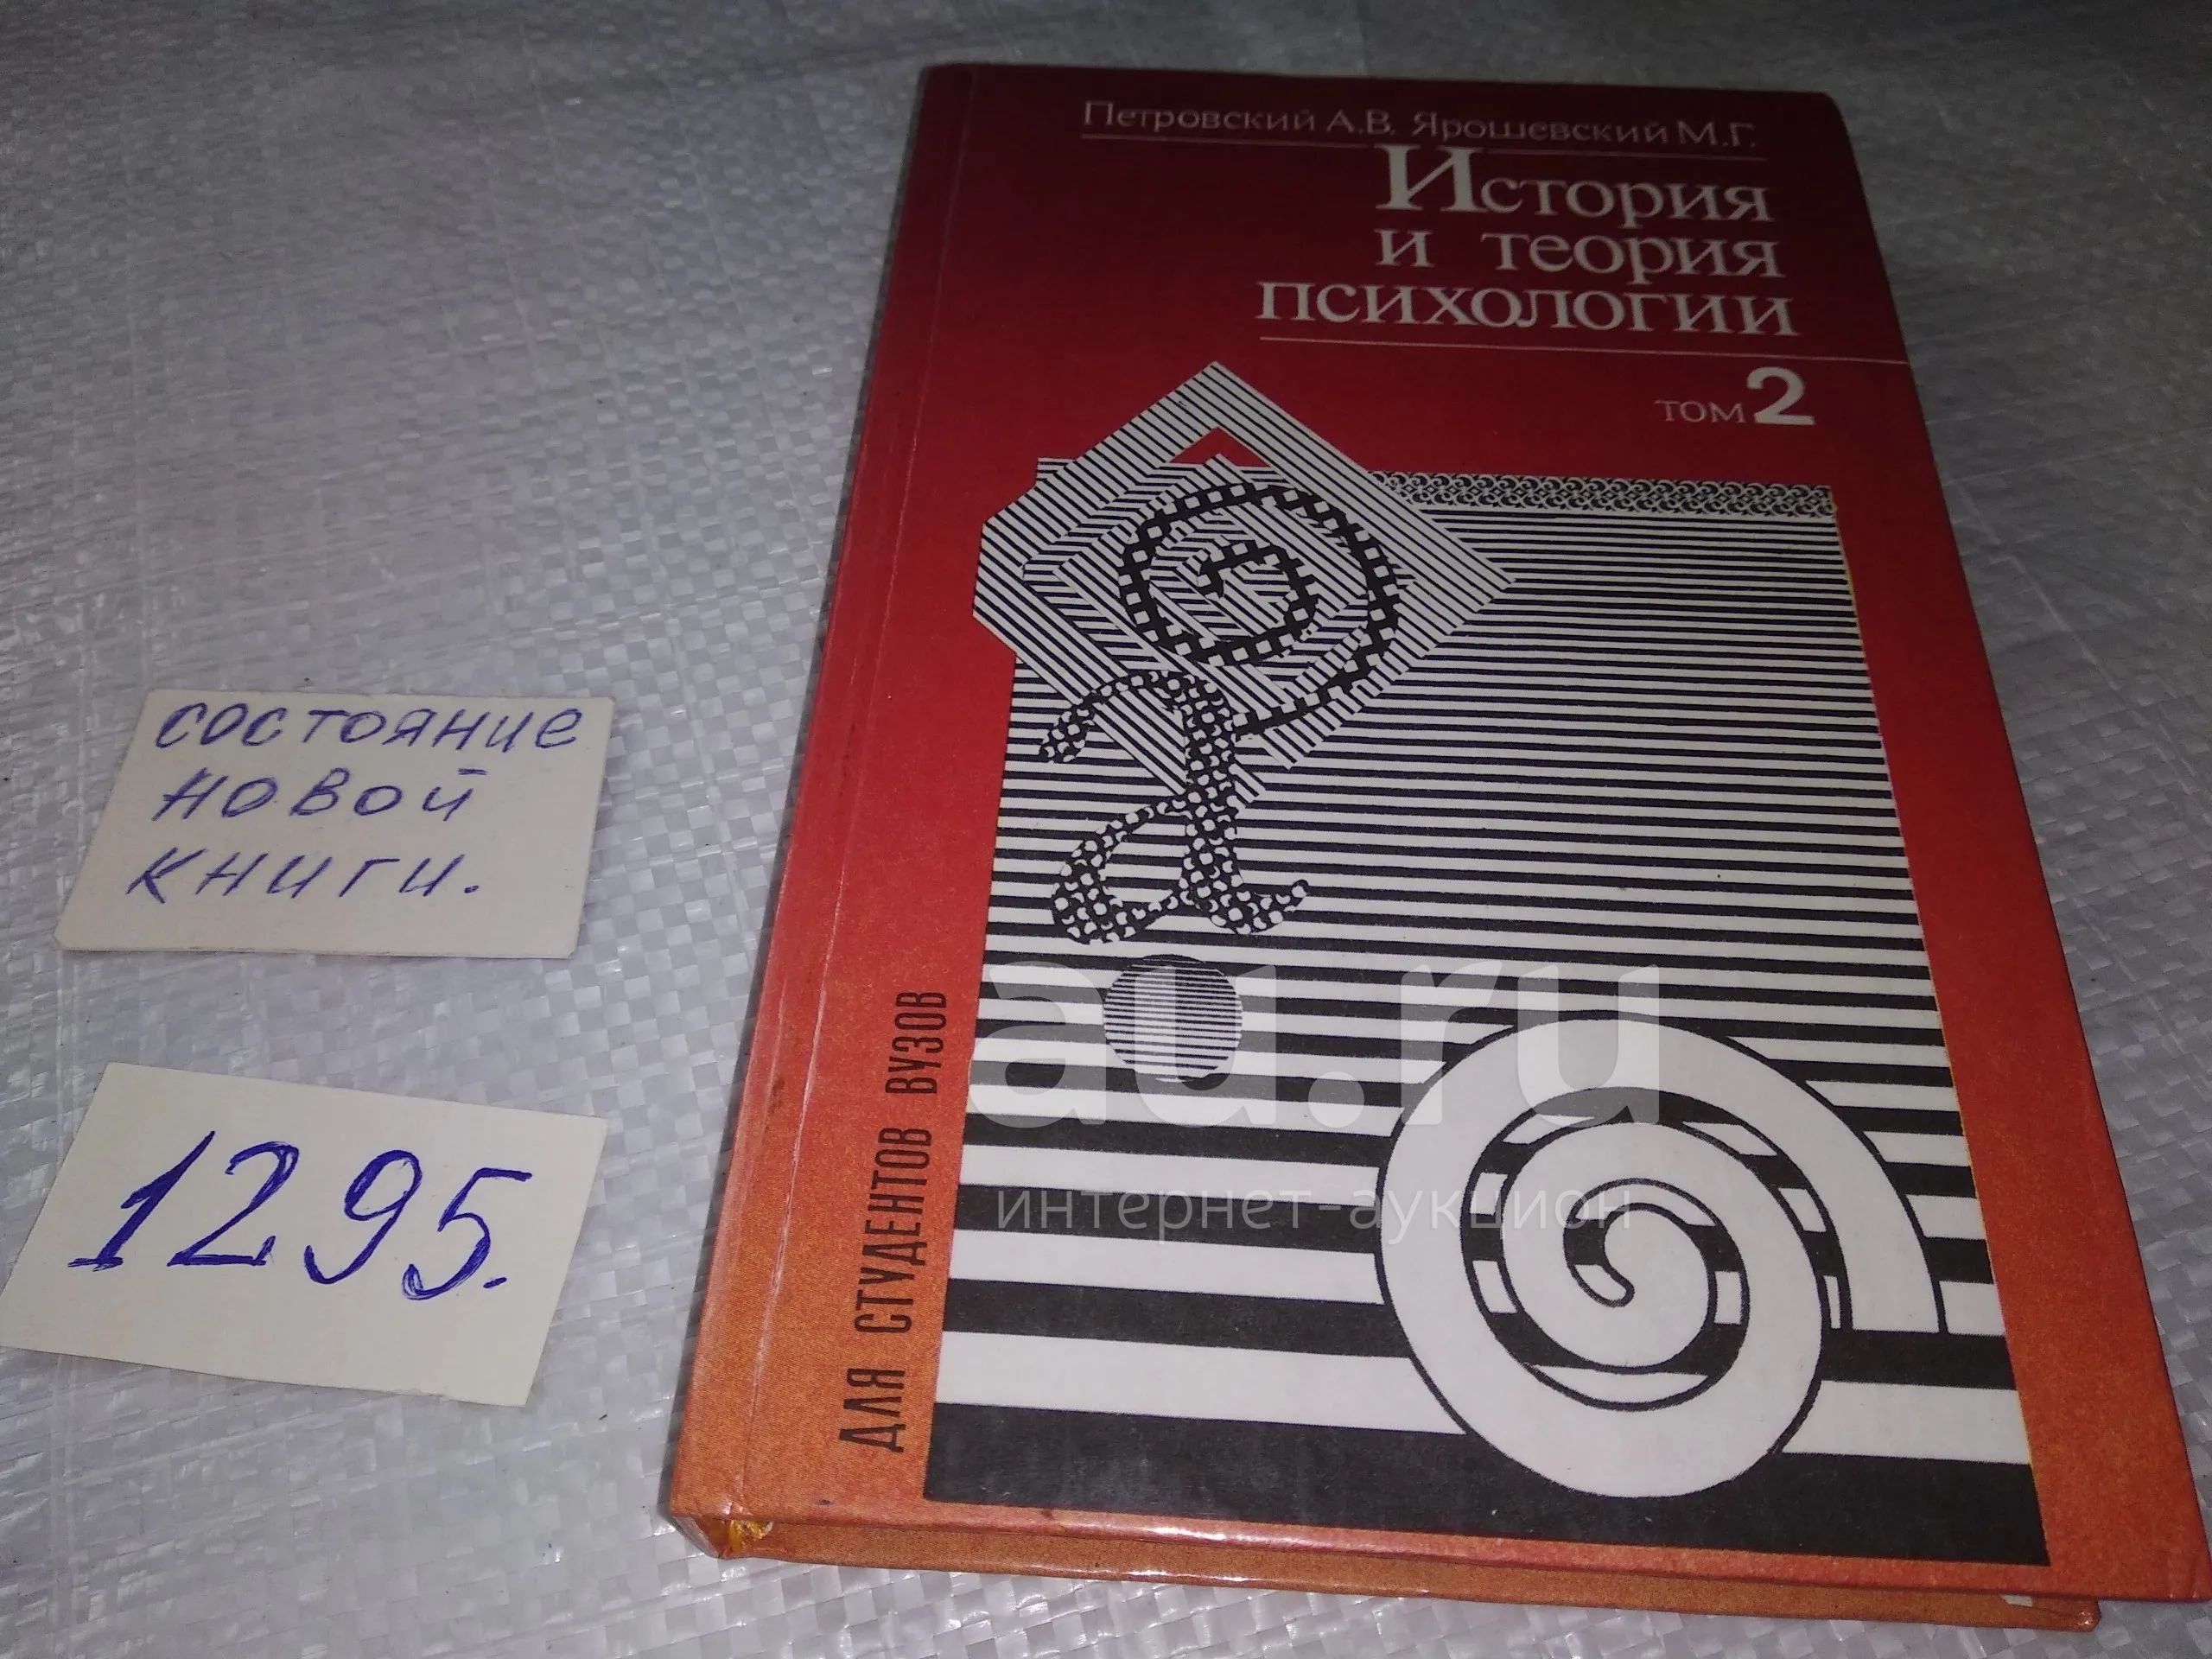 Петровский А.В. Ярошевский М.Г.
История
и теория
психологии
том 2
состояние
новой
книги.
1295.
ДЛЯ СТУДЕНТОВ ВУЗОВ
au.ru
интернет-аукцион